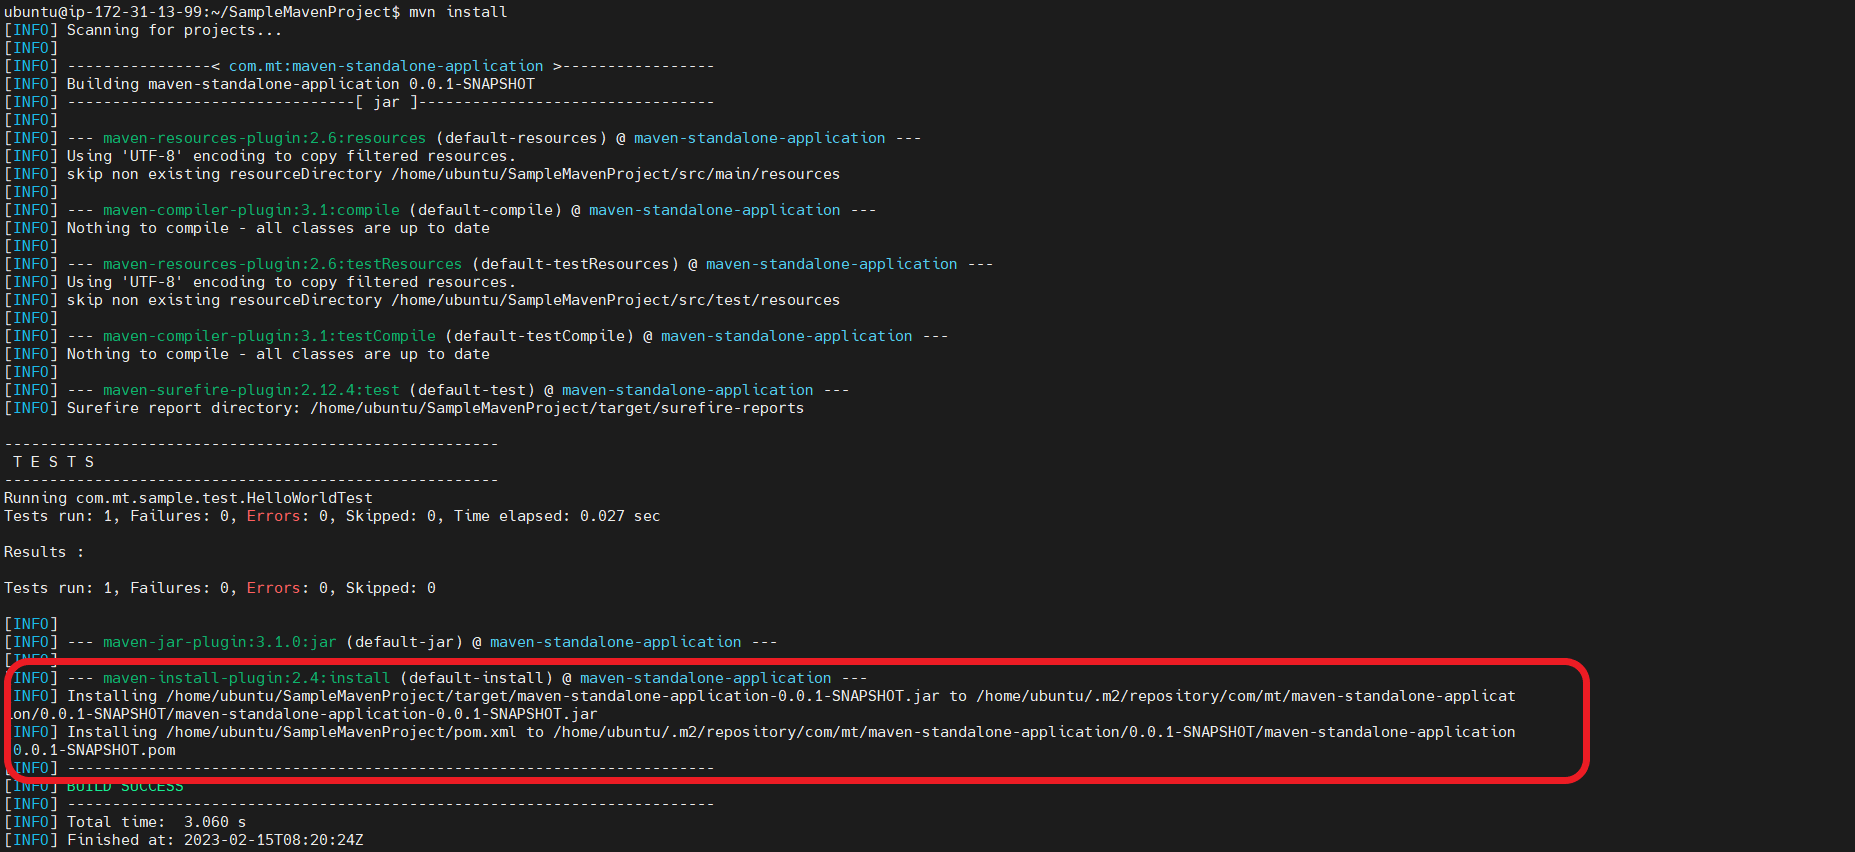 ubuntu@ip-172-31-13-99:~/SampleMavenProject$ mvn install
[INFO] Scanning for projects...
[INFO]
[INFO] ----------------< com.mt:maven-standalone-application >-----------------
[INFO] Building maven-standalone-application 0.0.1-SNAPSHOT
[INFO] --------------------------------[ jar ]---------------------------------
[INFO]
[INFO] --- maven-resources-plugin:2.6:resources (default-resources) @ maven-standalone-application ---
[INFO] Using 'UTF-8' encoding to copy filtered resources.
[INFO] skip non existing resourceDirectory /home/ubuntu/SampleMavenProject/src/main/resources
[INFO]
[INFO] --- maven-compiler-plugin:3.1:compile (default-compile) @ maven-standalone-application ---
[INFO] Nothing to compile - all classes are up to date
[INFO]
[INFO] --- maven-resources-plugin:2.6:testResources (default-testResources) @ maven-standalone-application ---
[INFO] Using 'UTF-8' encoding to copy filtered resources.
[INFO] skip non existing resourceDirectory /home/ubuntu/SampleMavenProject/src/test/resources
[INFO]
[INFO] --- maven-compiler-plugin:3.1:testCompile (default-testCompile) @ maven-standalone-application ---
[INFO] Nothing to compile - all classes are up to date
[INFO]
[INFO] --- maven-surefire-plugin:2.12.4:test (default-test) @ maven-standalone-application ---
[INFO] Surefire report directory: /home/ubuntu/SampleMavenProject/target/surefire-reports
-------------------------------------------------------
T E S T S
-------------------------------------------------------
Running com.mt.sample.test.HelloWorldTest
Tests run: 1, Failures: 0, Errors: 0, Skipped: 0, Time elapsed: 0.027 sec
Results :
Tests run: 1, Failures: 0, Errors: 0, Skipped: 0
[INFO]
[INFO] --- maven-jar-plugin:3.1.0:jar (default-jar) @ maven-standalone-application ---
[INFO]
[INFO] --- maven-install-plugin:2.4:install (default-install) @ maven-standalone-application ---
[INFO] Installing /home/ubuntu/SampleMavenProject/target/maven-standalone-application-0.0.1-SNAPSHOT.jar to /home/ubuntu/.m2/repository/com/mt/maven-standalone-applicat
on/0.0.1-SNAPSHOT/maven-standalone-application-0.0.1-SNAPSHOT.jar
[INFO] Installing /home/ubuntu/SampleMavenProject/pom.xml to /home/ubuntu/.m2/repository/com/mt/maven-standalone-application/0.0.1-SNAPSHOT/maven-standalone-application
0.0.1-SNAPSHOT.pom
[INFO] ------------------------------------------------------------------------
[INFO] BUILD SUCCESS
[INFO] ------------------------------------------------------------------------
[INFO] Total time:  3.060 s
[INFO] Finished at: 2023-02-15T08:20:24Z